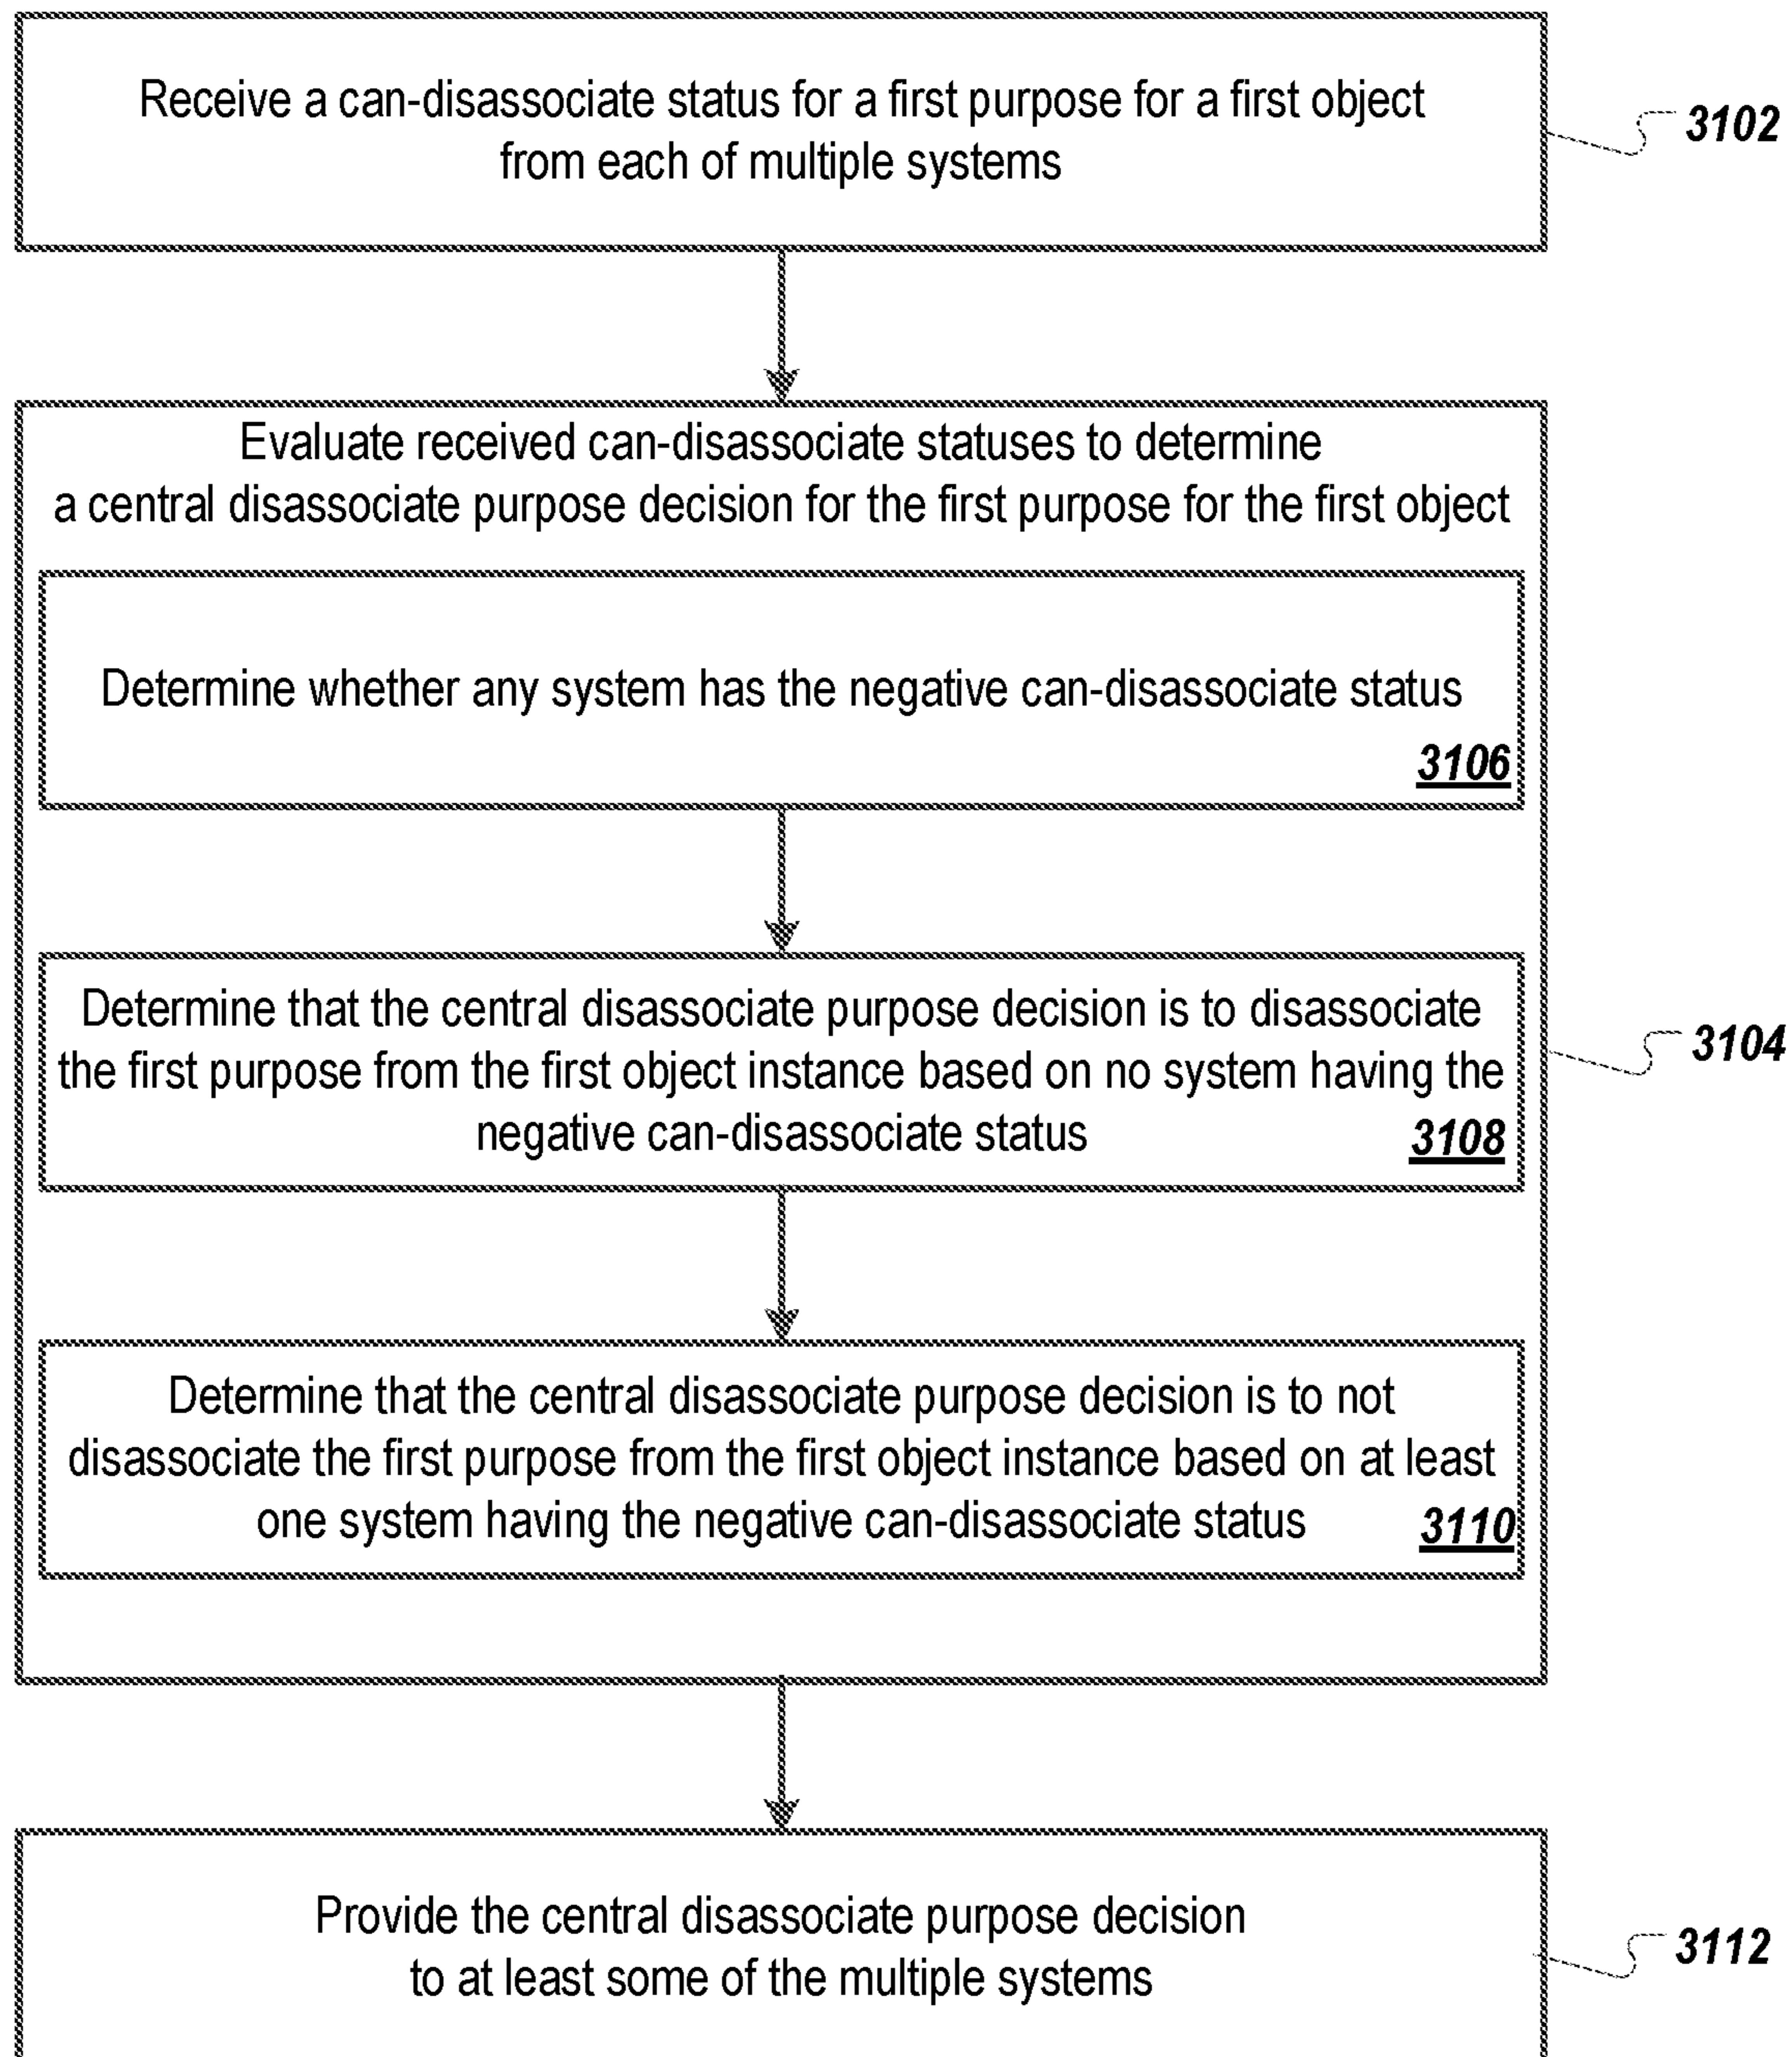 Receive a can-disassociate status for a first purpose for a first object
from each of multiple systems
3102
Evaluate received can-disassociate statuses to determine
a central disassociate purpose decision for the first purpose for the first object
Determine whether any system has the negative can-disassociate status
3106
Determine that the central disassociate purpose decision is to disassociate
the first purpose from the first object instance based on no system having the
negative can-disassociate status
3108
3104
Determine that the central disassociate purpose decision is to not
disassociate the first purpose from the first object instance based on at least
one system having the negative can-disassociate status
3110
Provide the central disassociate purpose decision
to at least some of the multiple systems
3112